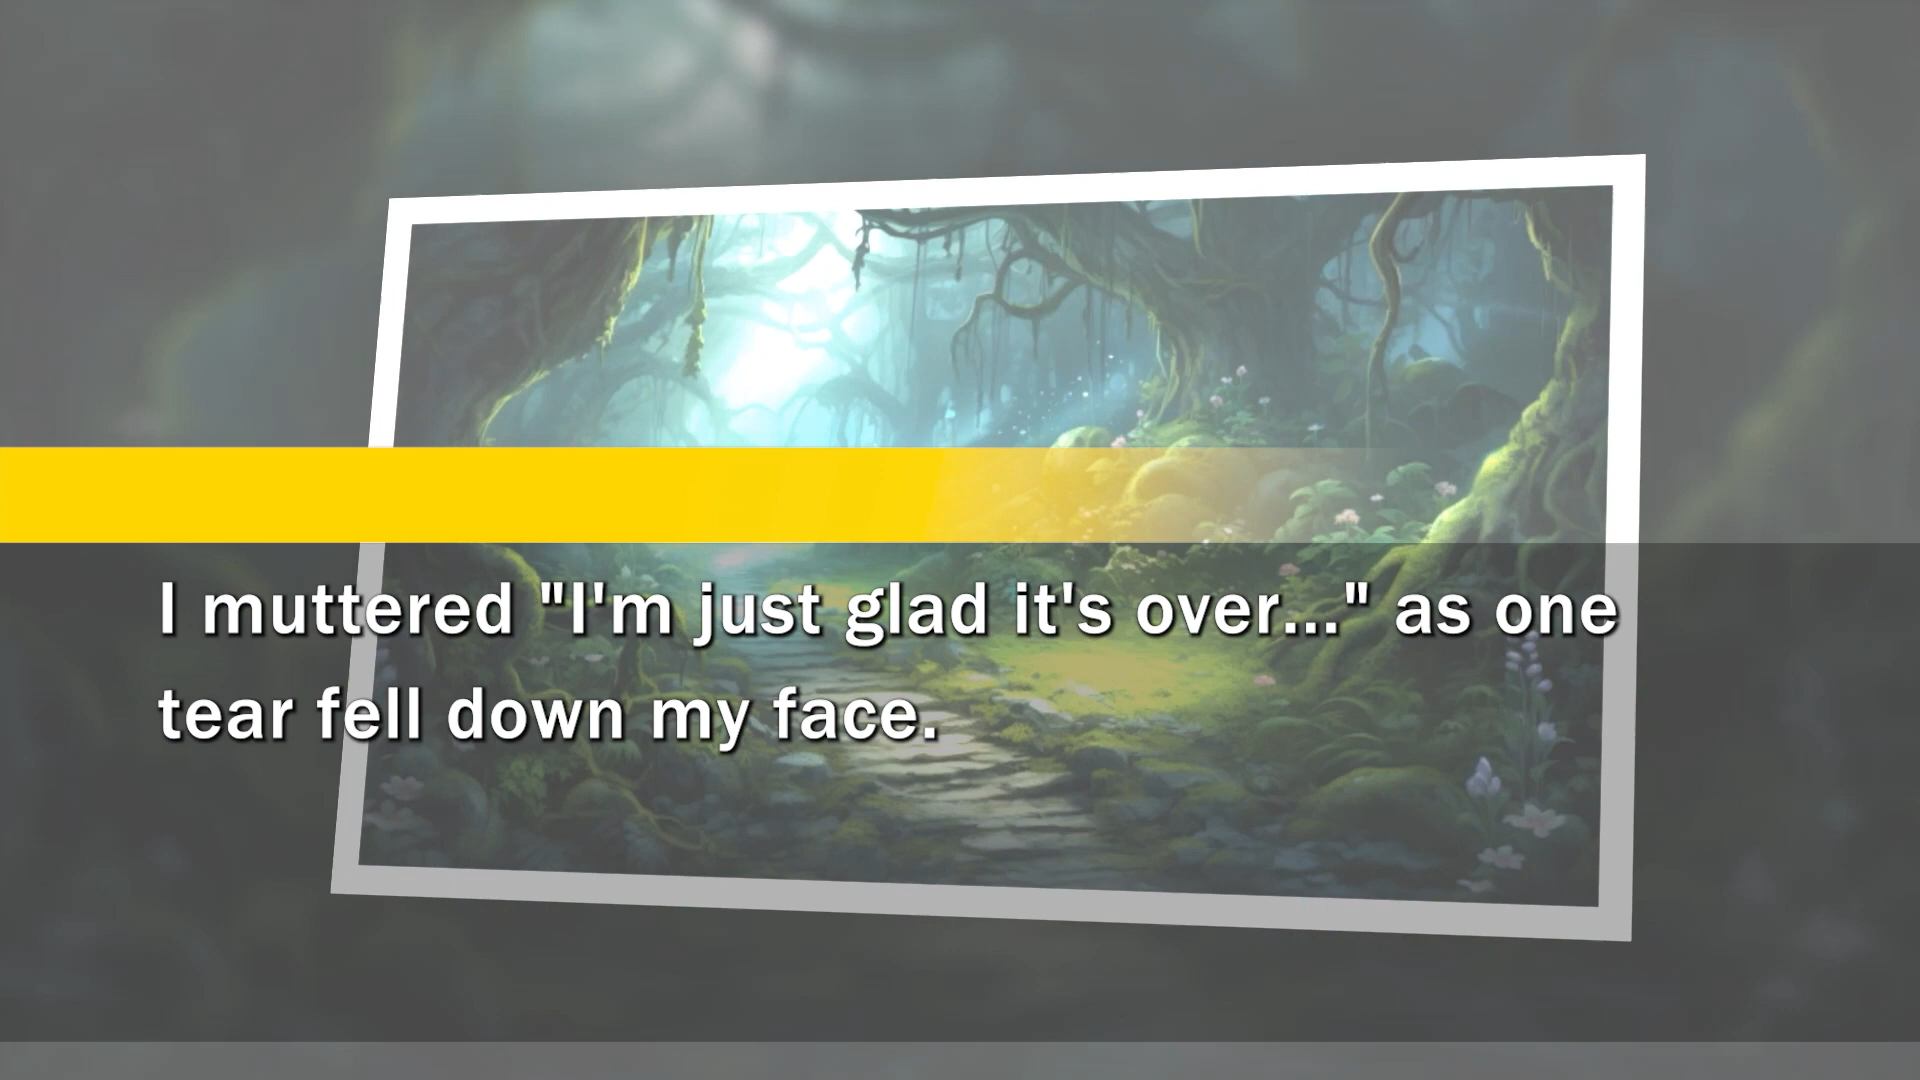 I muttered "I'm just glad it's over..." as one
tear fell down my face.